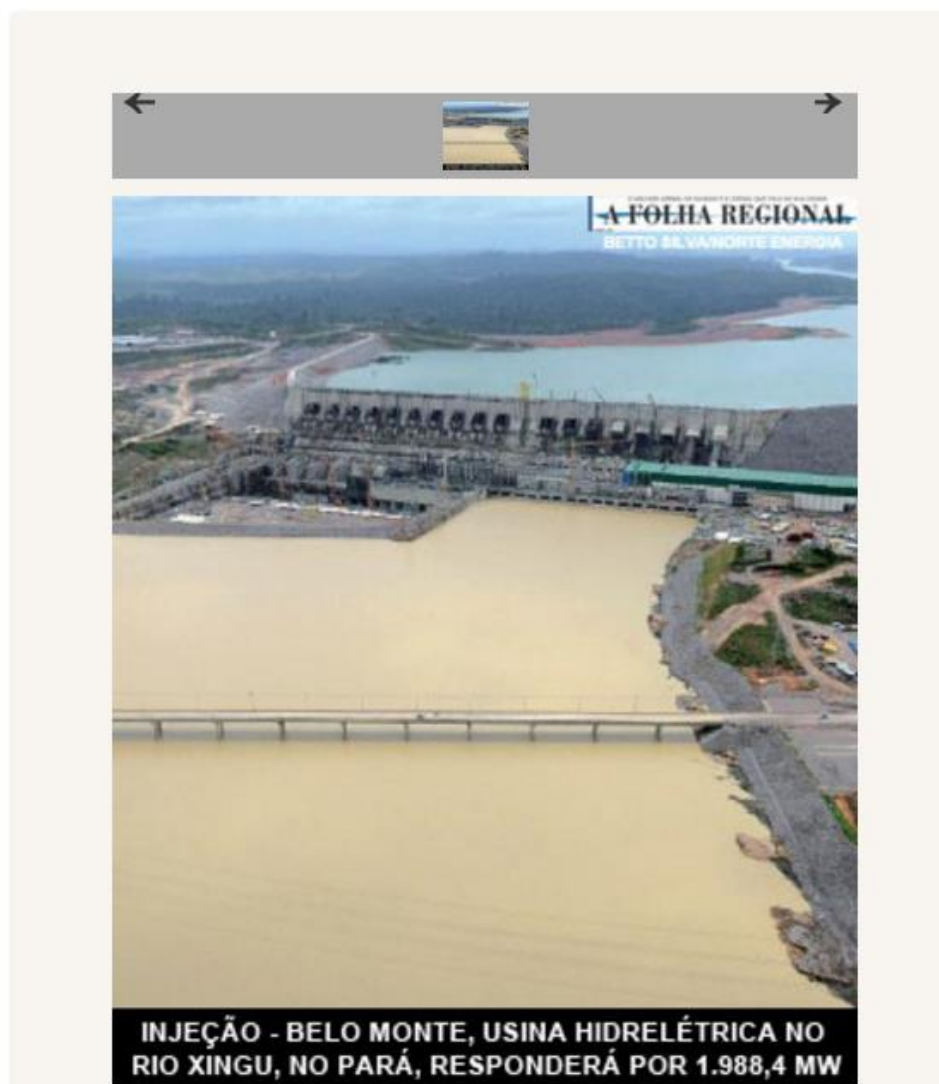 A FOLHA REGIONAL
BETTO SILVA/NORTE ENERGIA
INJEÇÃO - BELO MONTE, USINA HIDRELÉTRICA NO
RIO XINGU, NO PARÁ, RESPONDERÁ POR 1.988,4 MW